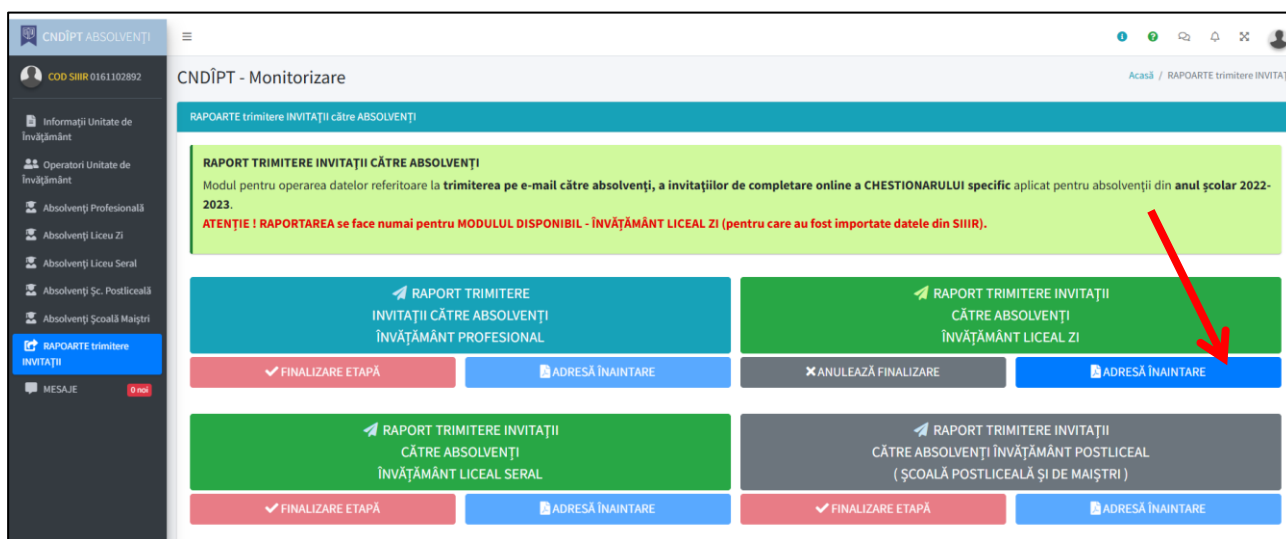 CNDÎPT ABSOLVENȚI
COD SIIIR 0161102892
CNDÎPT - Monitorizare
Acasă / RAPOARTE trimitere INVITAȚ
Informații Unitate de
Învățământ
Operatori Unitate de
Învățământ
Absolvenți Profesională
Absolvenți Liceu Zi
Absolvenți Liceu Seral
Absolvenți Șc. Postliceală
Absolvenți Școală Maiștri
RAPOARTE trimitere
INVITAȚII
MESAJE
0 noi
RAPOARTE trimitere INVITAȚII către ABSOLVENȚI
RAPORT TRIMITERE INVITAȚII CĂTRE ABSOLVENȚI
Modul pentru operarea datelor referitoare la trimiterea pe e-mail către absolvenți, a invitațiilor de completare online a CHESTIONARULUI specific aplicat pentru absolvenții din anul școlar 2022-
2023.
ATENȚIE ! RAPORTAREA se face numai pentru MODULUL DISPONIBIL - ÎNVĂȚĂMÂNT LICEAL ZI (pentru care au fost importate datele din SIIIR).
RAPORT TRIMITERE
INVITAȚII CĂTRE ABSOLVENȚI
ÎNVĂȚĂMÂNT PROFESIONAL
FINALIZARE ETAPĂ
ADRESĂ ÎNAINTARE
RAPORT TRIMITERE INVITAȚII
CĂTRE ABSOLVENȚI
ÎNVĂȚĂMÂNT LICEAL ZI
ANULEAZĂ FINALIZARE
ADRESĂ ÎNAINTARE
RAPORT TRIMITERE INVITAȚII
CĂTRE ABSOLVENȚI
ÎNVĂȚĂMÂNT LICEAL SERAL
FINALIZARE ETAPĂ
ADRESĂ ÎNAINTARE
RAPORT TRIMITERE INVITAȚII
CĂTRE ABSOLVENȚI ÎNVĂȚĂMÂNT POSTLICEAL
( ȘCOALĂ POSTLICEALĂ ȘI DE MAIȘTRI )
FINALIZARE ETAPĂ
ADRESĂ ÎNAINTARE